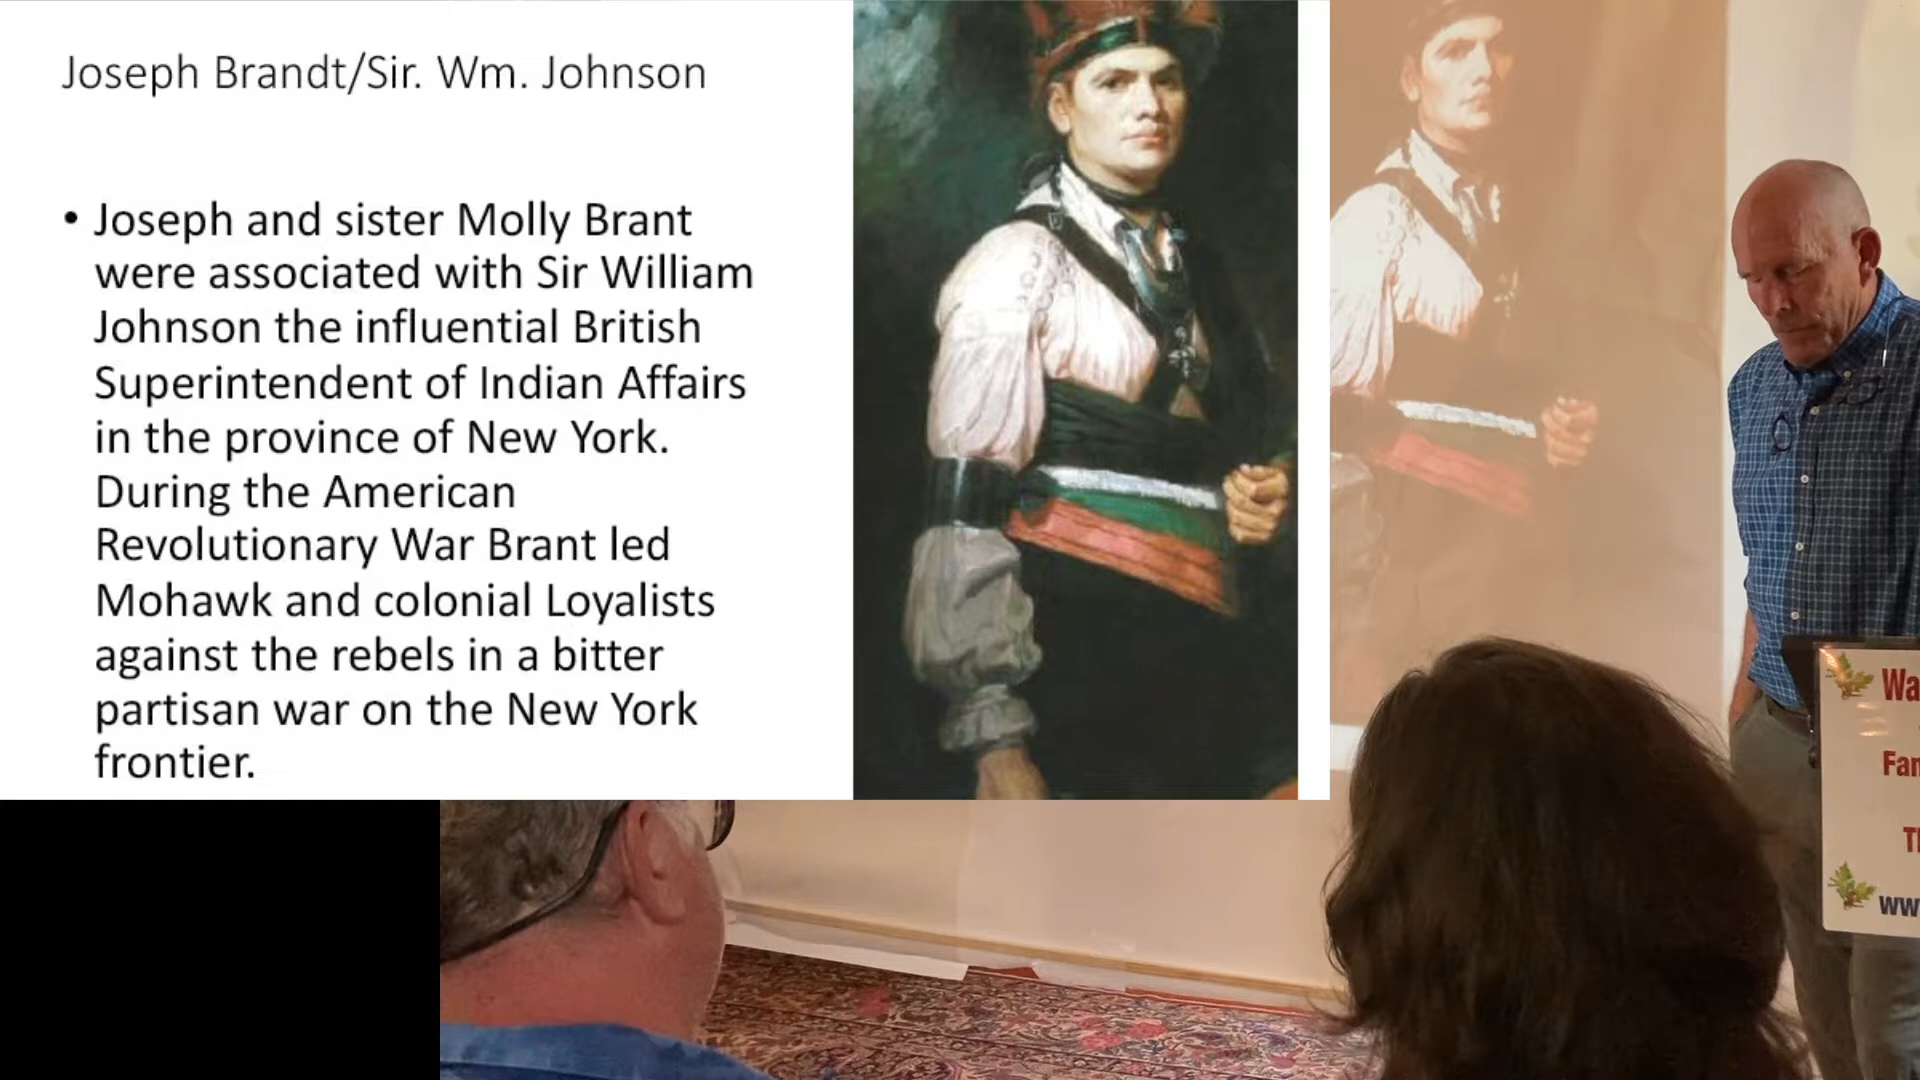 Joseph Brandt/Sir. Wm. Johnson
• Joseph and sister Molly Brant
were associated with Sir William
Johnson the influential British
Superintendent of Indian Affairs
in the province of New York.
During the American
Revolutionary War Brant led
Mohawk and colonial Loyalists
against the rebels in a bitter
partisan war on the New York
frontier.